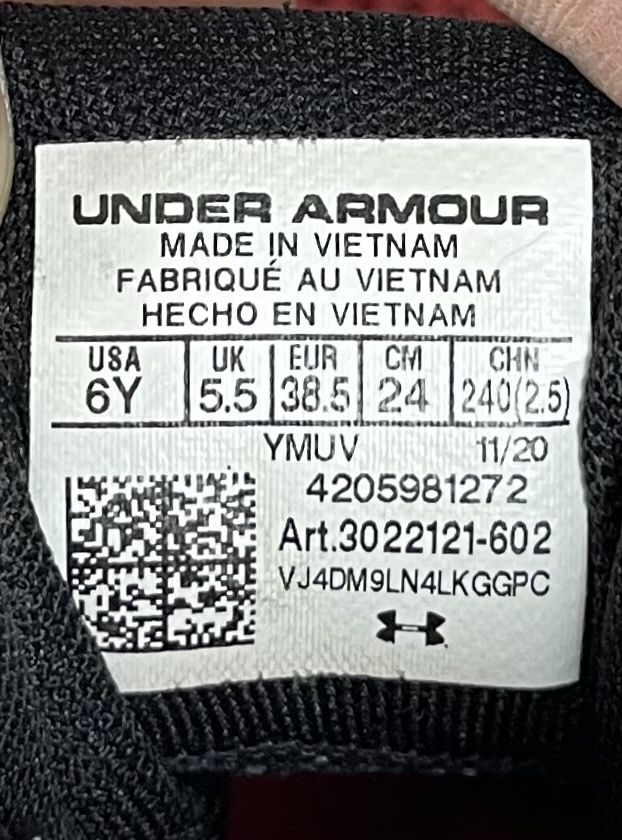 UNDER ARMOUR
MADE IN VIETNAM
FABRIQUÉ AU VIETNAM
HECHO EN VIETNAM
USA UK EUR CM CHN
6Y 5.5 38.5 24 240(2.5)
YMUV 11/20
4205981272
Art.3022121-602
VJ4DM9LN4LKGGPC